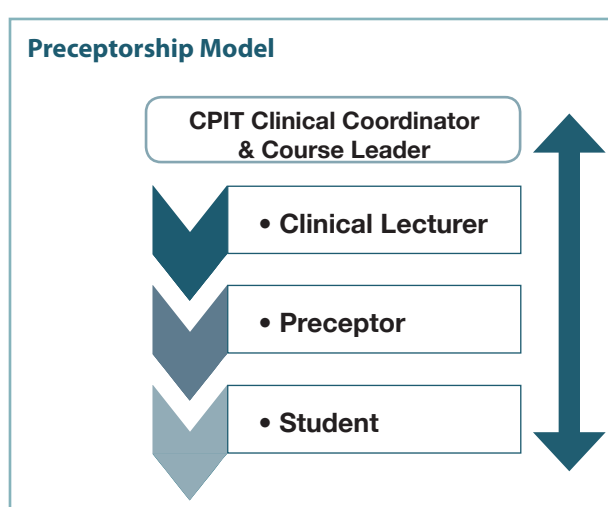 Preceptorship Model
CPIT Clinical Coordinator
& Course Leader
• Clinical Lecturer
• Preceptor
• Student